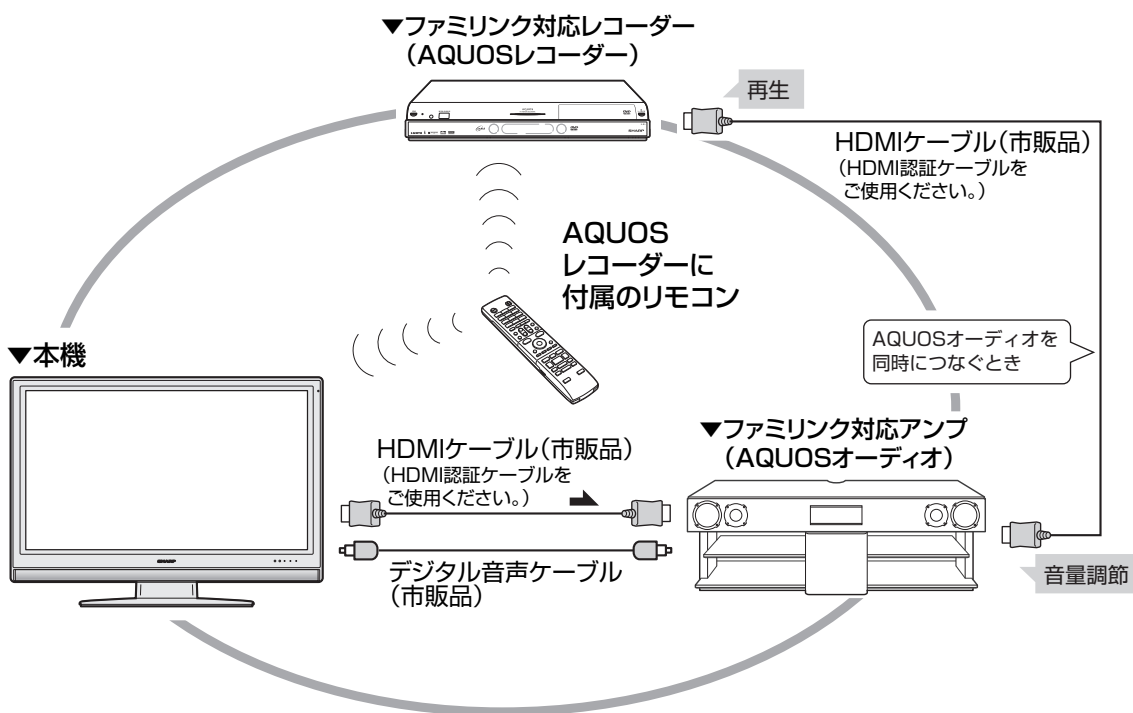 ▼ファミリンク対応レコーダー
(AQUOSレコーダー)
再生
HDMIケーブル(市販品)
(HDMI認証ケーブルを
ご使用ください。)
AQUOS
レコーダーに
付属のリモコン
AQUOSオーディオを
同時につなぐとき
▼本機
▼ファミリンク対応アンプ
(AQUOSオーディオ)
HDMIケーブル(市販品)
(HDMI認証ケーブルを
ご使用ください。)
デジタル音声ケーブル
(市販品)
音量調節
SHARP
SHARP